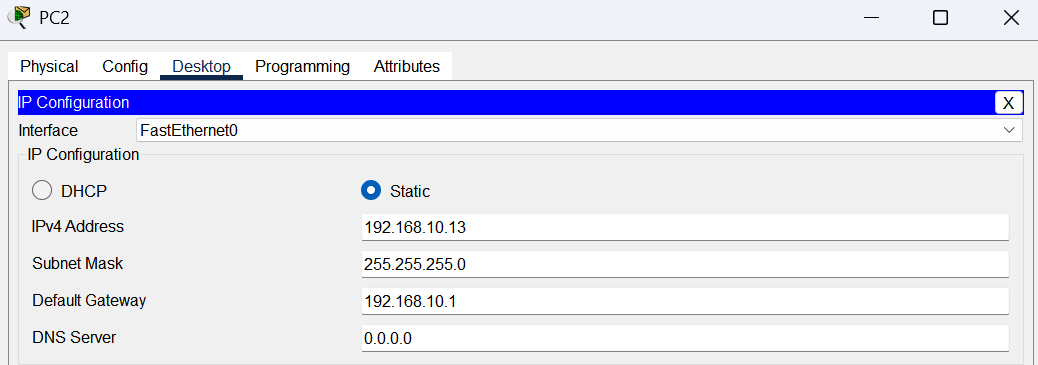 PC2
Physical Config Desktop Programming Attributes
IP Configuration X
Interface FastEthernet0
IP Configuration
DHCP Static
IPv4 Address 192.168.10.13
Subnet Mask 255.255.255.0
Default Gateway 192.168.10.1
DNS Server 0.0.0.0